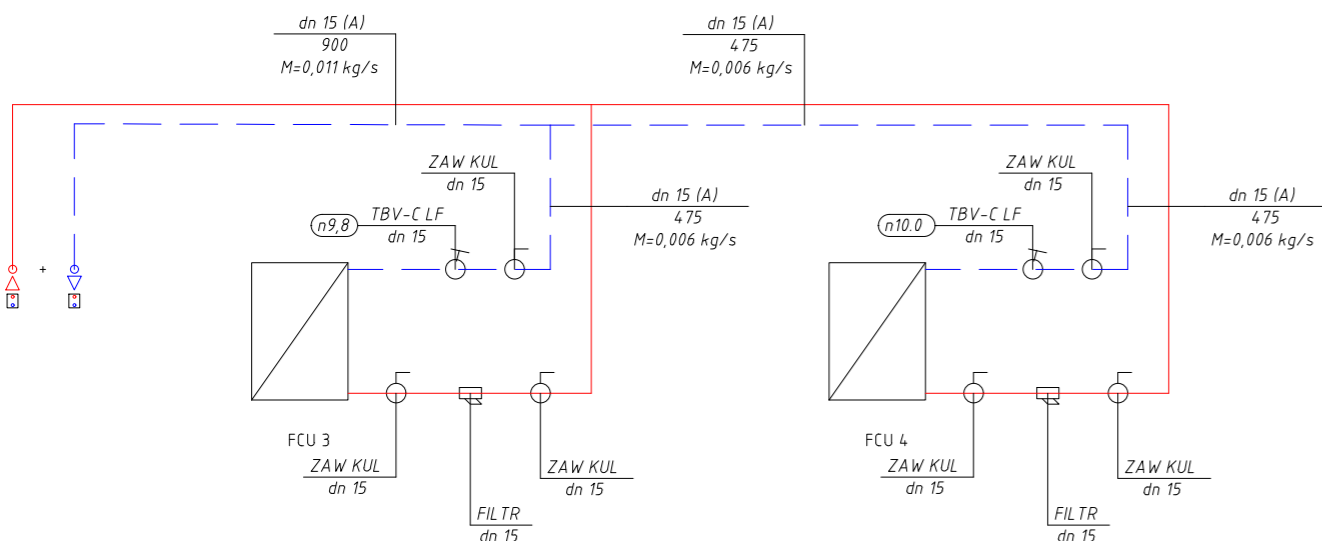 dn 15 (A)
900
M=0,011 kg/s
dn 15 (A)
475
M=0,006 kg/s
ZAW KUL
dn 15
n9,8
TBV-C LF
dn 15
dn 15 (A)
475
M=0,006 kg/s
ZAW KUL
dn 15
n10.0
TBV-C LF
dn 15
dn 15 (A)
475
M=0,006 kg/s
+
FCU 3
ZAW KUL
dn 15
ZAW KUL
dn 15
FILTR
dn 15
FCU 4
ZAW KUL
dn 15
ZAW KUL
dn 15
FILTR
dn 15